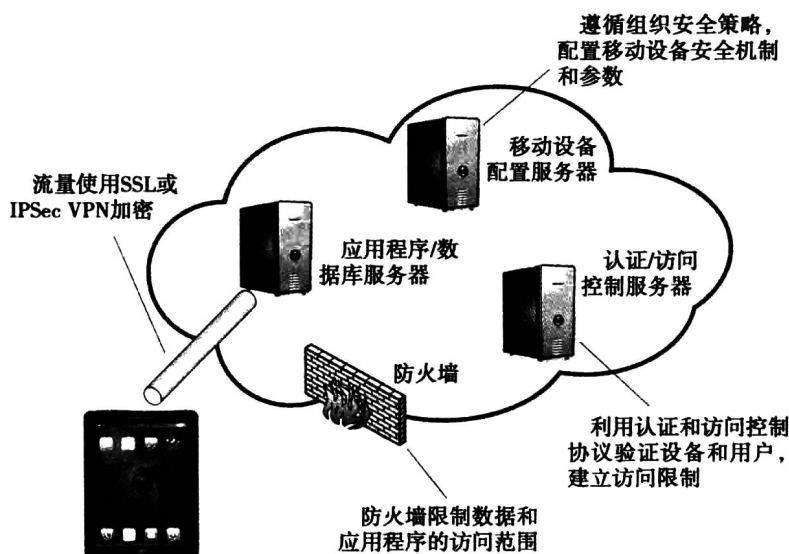 遵循组织安全策略，
配置移动设备安全机制
和参数
移动设备
配置服务器
流量使用SSL或
IPSec VPN加密
应用程序/数
据库服务器
认证/访问
控制服务器
防火墙
利用认证和访问控制
协议验证设备和用户，
建立访问限制
防火墙限制数据和
应用程序的访问范围